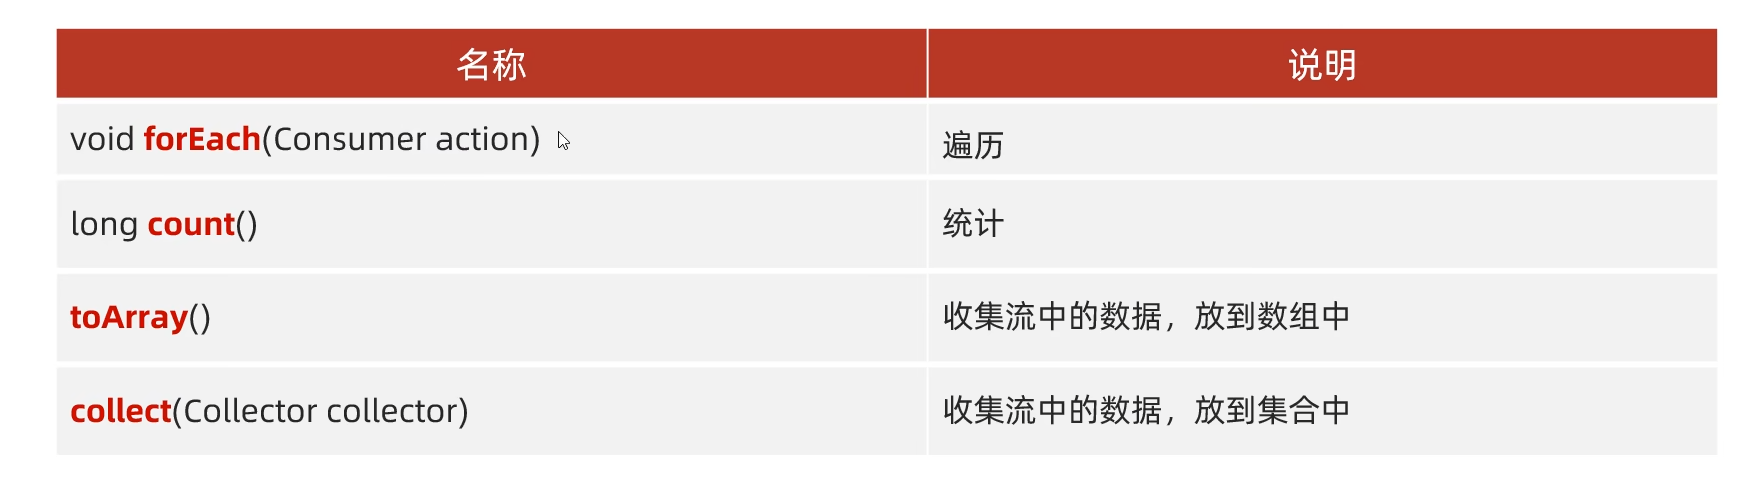 名称 说明
void forEach(Consumer action) 遍历
long count() 统计
toArray() 收集流中的数据，放到数组中
collect(Collector collector) 收集流中的数据，放到集合中